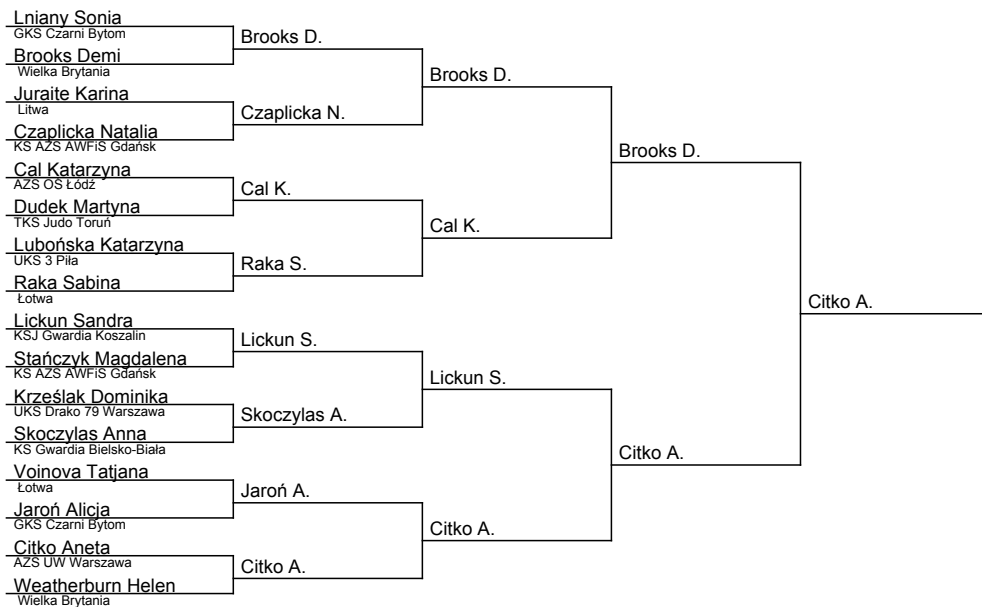 Lniany Sonia
GKS Czarni Bytom
Brooks Demi
Wielka Brytania
Juraite Karina
Litwa
Czaplicka Natalia
KS AZS AWFiS Gdańsk
Cal Katarzyna
AZS OŚ Łódź
Dudek Martyna
TKS Judo Toruń
Lubońska Katarzyna
UKS 3 Piła
Raka Sabina
Łotwa
Lickun Sandra
KSJ Gwardia Koszalin
Stańczyk Magdalena
KS AZS AWFiS Gdańsk
Krześlak Dominika
UKS Drako 79 Warszawa
Skoczylas Anna
KS Gwardia Bielsko-Biała
Voinova Tatjana
Łotwa
Jaroń Alicja
GKS Czarni Bytom
Citko Aneta
AZS UW Warszawa
Weatherburn Helen
Wielka Brytania
Brooks D.
Czaplicka N.
Cal K.
Raka S.
Lickun S.
Skoczylas A.
Jaroń A.
Citko A.
Brooks D.
Cal K.
Lickun S.
Citko A.
Brooks D.
Citko A.
Citko A.